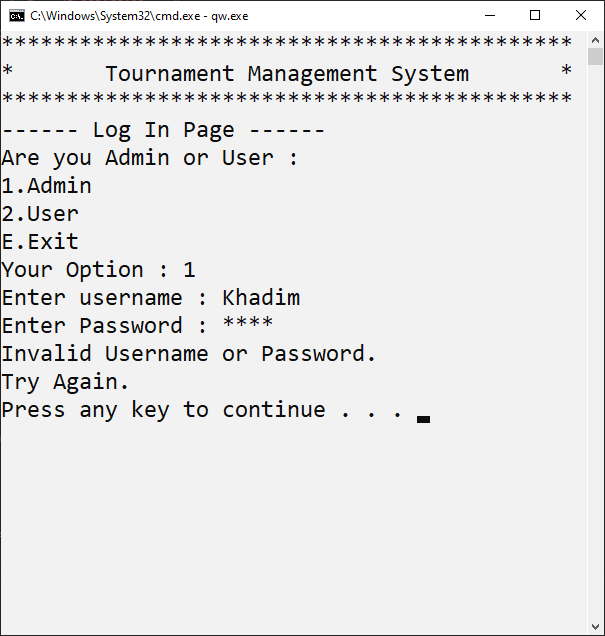 C:\Windows\System32\cmd.exe - qw.exe
********************************************
*       Tournament Management System       *
********************************************
------ Log In Page ------
Are you Admin or User :
1.Admin
2.User
E.Exit
Your Option : 1
Enter username : Khadim
Enter Password : ****
Invalid Username or Password.
Try Again.
Press any key to continue . . .